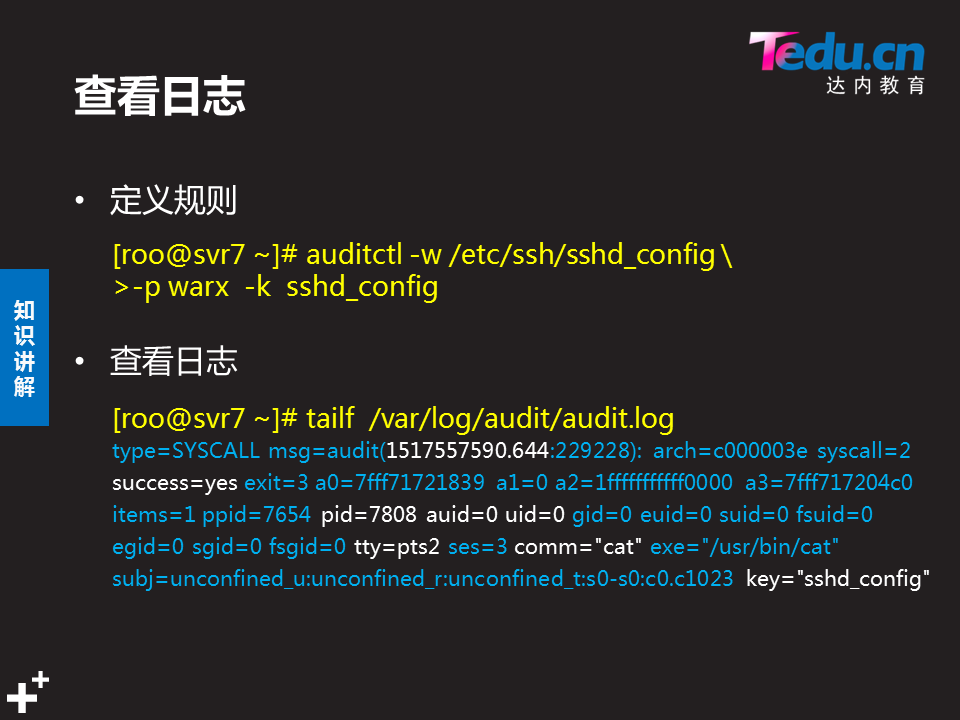 Tedu.cn
达内教育
查看日志
• 定义规则
[roo@svr7 ~]# auditctl -w /etc/ssh/sshd_config \
>-p warx -k sshd_config
知识讲解
• 查看日志
[roo@svr7 ~]# tailf /var/log/audit/audit.log
type=SYSCALL msg=audit(1517557590.644:229228): arch=c000003e syscall=2
success=yes exit=3 a0=7fff71721839 a1=0 a2=1fffffffffff0000 a3=7fff717204c0
items=1 ppid=7654 pid=7808 auid=0 uid=0 gid=0 euid=0 suid=0 fsuid=0
egid=0 sgid=0 fsgid=0 tty=pts2 ses=3 comm="cat" exe="/usr/bin/cat"
subj=unconfined_u:unconfined_r:unconfined_t:s0-s0:c0.c1023 key="sshd_config"